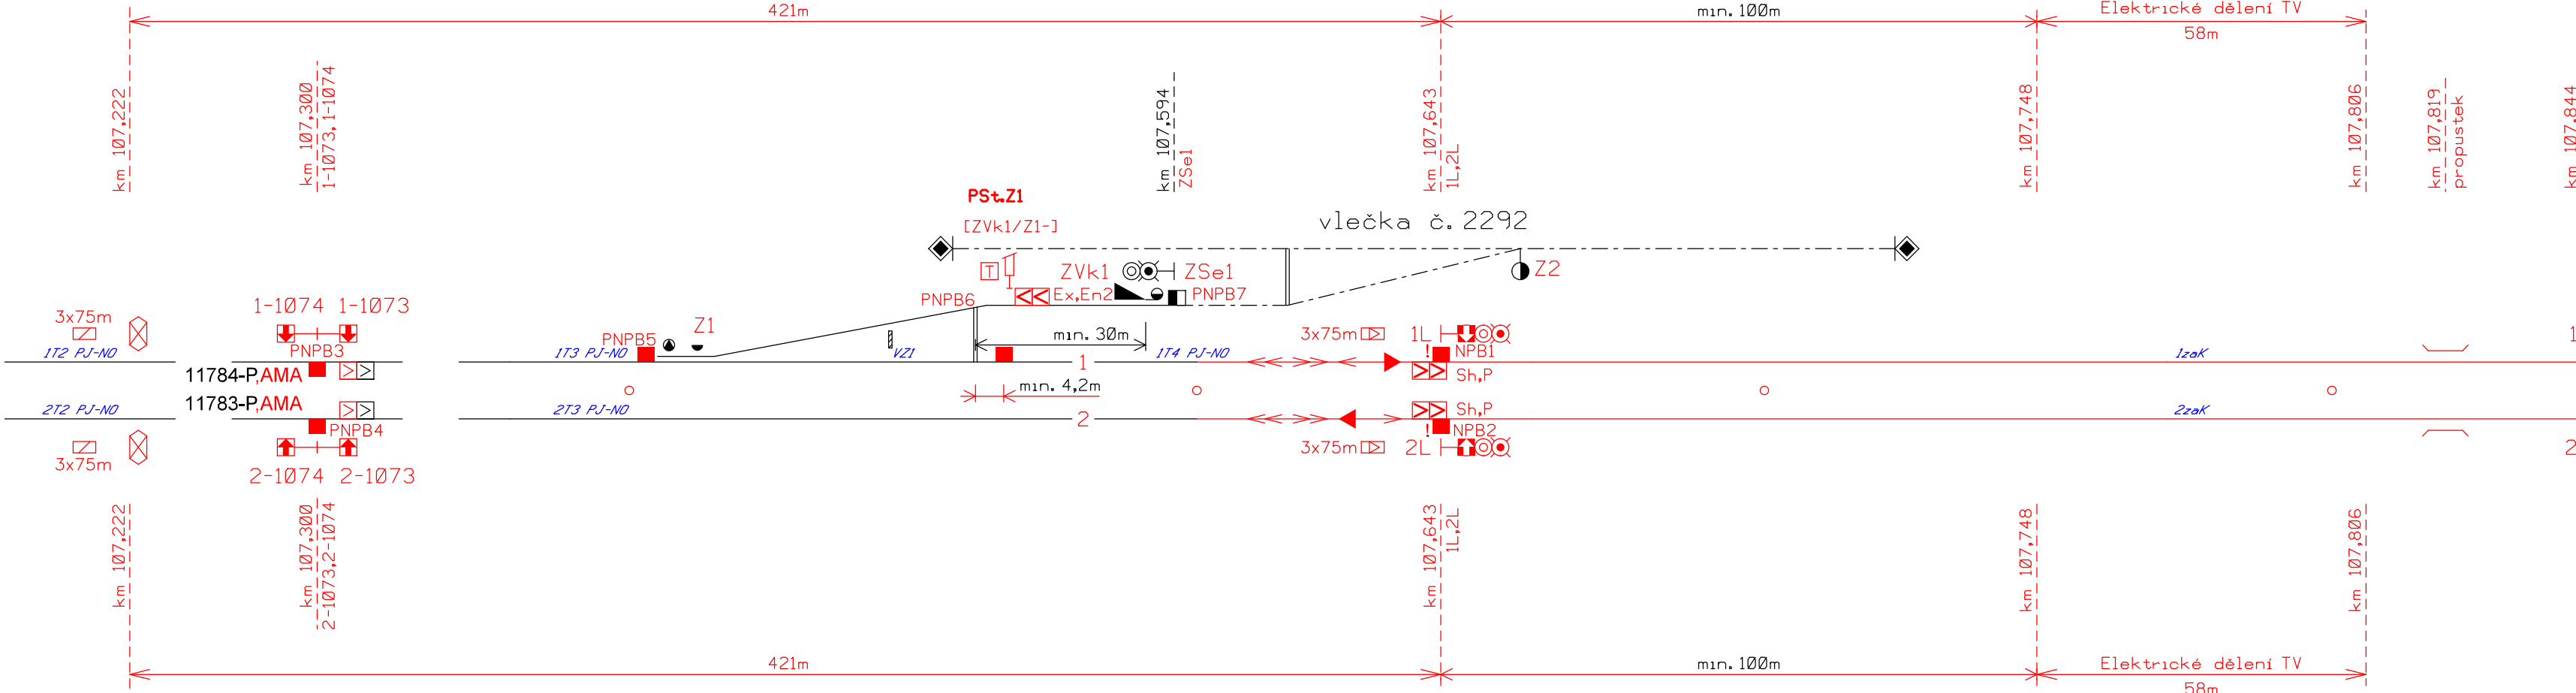 421m
min. 100m
Elektrické dělení TV
58m
km 107,222
km 107,300
1-1073,1-1074
km 107,594
ZSe1
km 107,643
1L,2L
km 107,748
km 107,806
km 107,819
propustek
km 107,844
PSt.Z1
[ZVk1/Z1-]
vlečka č. 2292
T
ZVk1
ZSe1
Z2
PNPB6
Ex,En2
PNPB7
1-1074
1-1073
3x75m
PNPB3
PNPB5
Z1
min. 30m
3x75m
1L
!
NPB1
1T2 PJ-NO
1T3 PJ-NO
VZ1
1
1T4 PJ-NO
1zaK
1
11784-P,AMA
Sh,P
min. 4,2m
11783-P,AMA
2T2 PJ-NO
2T3 PJ-NO
2
Sh,P
2zaK
PNPB4
!
NPB2
3x75m
2-1074
2-1073
3x75m
2L
2
km 107,222
km 107,300
2-1073,2-1074
km 107,643
1L,2L
km 107,748
km 107,806
421m
min. 100m
Elektrické dělení TV
58m